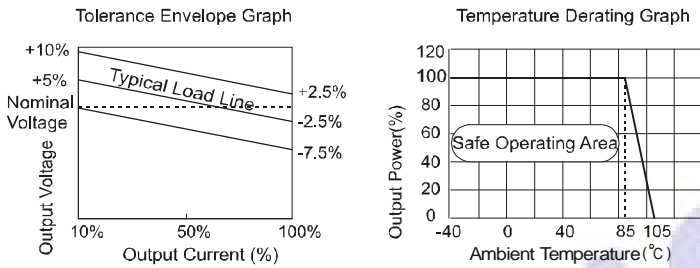 Tolerance Envelope Graph
+10%
+5%
Nominal
Voltage
Output Voltage
Typical Load Line
+2.5%
-2.5%
-7.5%
10%
50%
100%
Output Current (%)
Temperature Derating Graph
120
100
80
60
40
20
0
Output Power(%)
Safe Operating Area
-40
0
40
85
105
Ambient Temperature(℃)